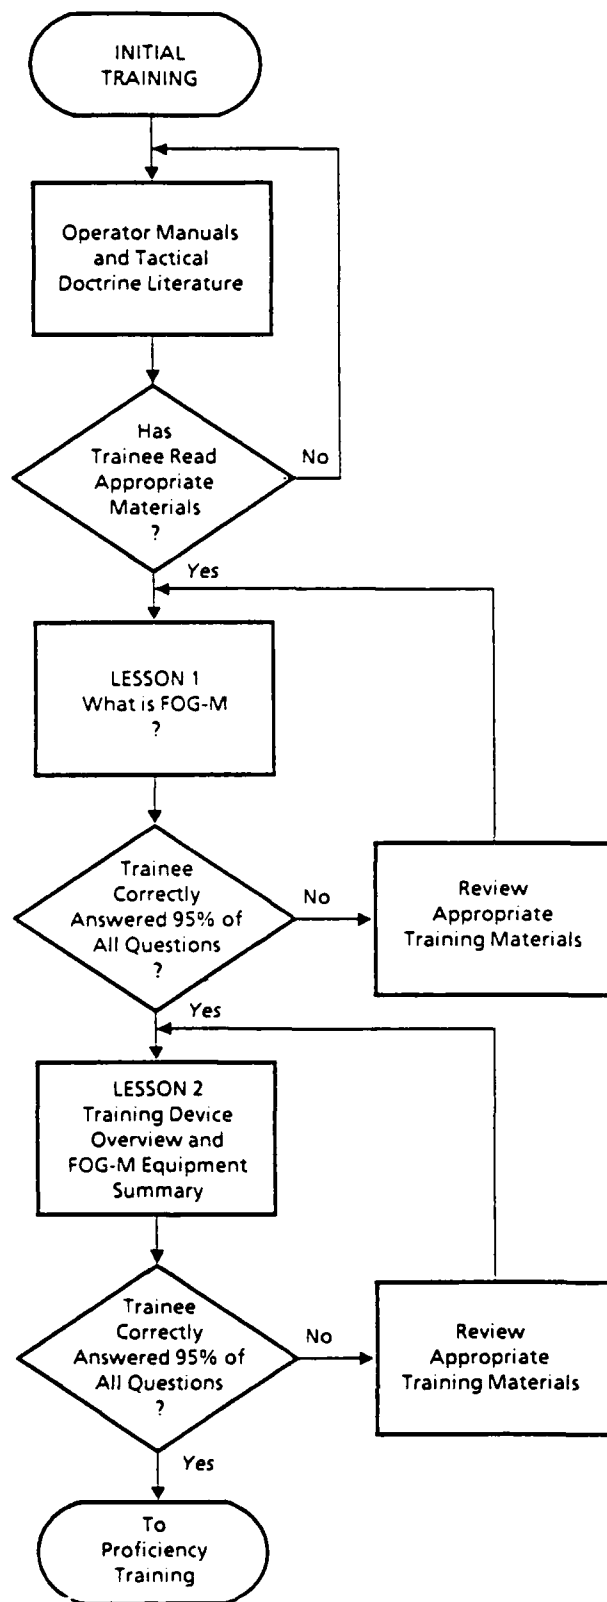 INITIAL
TRAINING
Operator Manuals
and Tactical
Doctrine Literature
Has
Trainee Read
Appropriate
Materials
?
No
Yes
LESSON 1
What is FOG-M
?
Trainee
Correctly
Answered 95% of
All Questions
?
No
Review
Appropriate
Training Materials
Yes
LESSON 2
Training Device
Overview and
FOG-M Equipment
Summary
Trainee
Correctly
Answered 95% of
All Questions
?
No
Review
Appropriate
Training Materials
Yes
To
Proficiency
Training